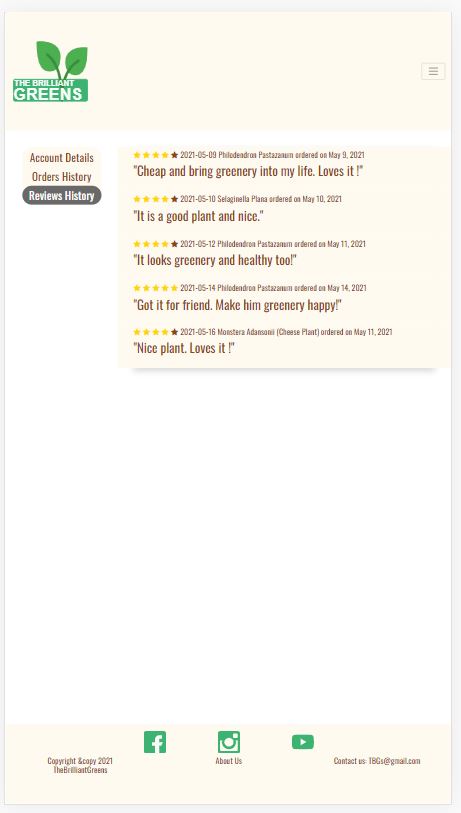 THE BRILLIANT
GREENS
Account Details
Orders History
Reviews History
2021-05-09 Philodendron Pastazanum ordered on May 9, 2021
"Cheap and bring greenery into my life. Loves it !"
2021-05-10 Selaginella Plana ordered on May 10, 2021
"It is a good plant and nice."
2021-05-12 Philodendron Pastazanum ordered on May 11, 2021
"It looks greenery and healthy too!"
2021-05-14 Philodendron Pastazanum ordered on May 14, 2021
"Got it for friend. Make him greenery happy!"
2021-05-16 Monstera Adansonii (Cheese Plant) ordered on May 11, 2021
"Nice plant. Loves it !"
Copyright &copy 2021
TheBrilliantGreens
About Us
Contact us: TBGs@gmail.com